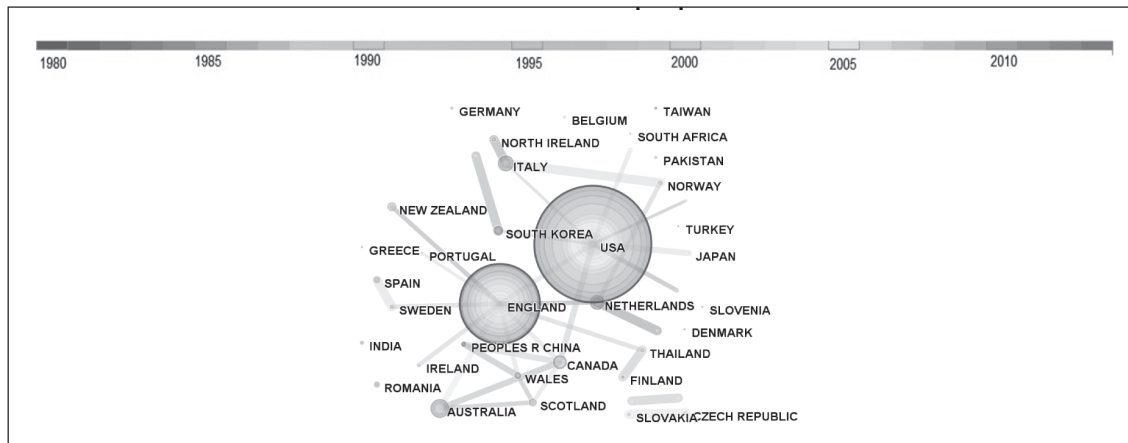 1980 1985 1990 1995 2000 2005 2010
GERMANY
TAIWAN
BELGIUM
SOUTH AFRICA
NORTH IRELAND
PAKISTAN
ITALY
NORWAY
NEW ZEALAND
SOUTH KOREA
TURKEY
USA
GREECE
PORTUGAL
JAPAN
SPAIN
SWEDEN
ENGLAND
NETHERLANDS
SLOVENIA
DENMARK
INDIA
PEOPLES R CHINA
THAILAND
IRELAND
CANADA
WALES
FINLAND
ROMANIA
AUSTRALIA
SCOTLAND
SLOVAKIA
CZECH REPUBLIC